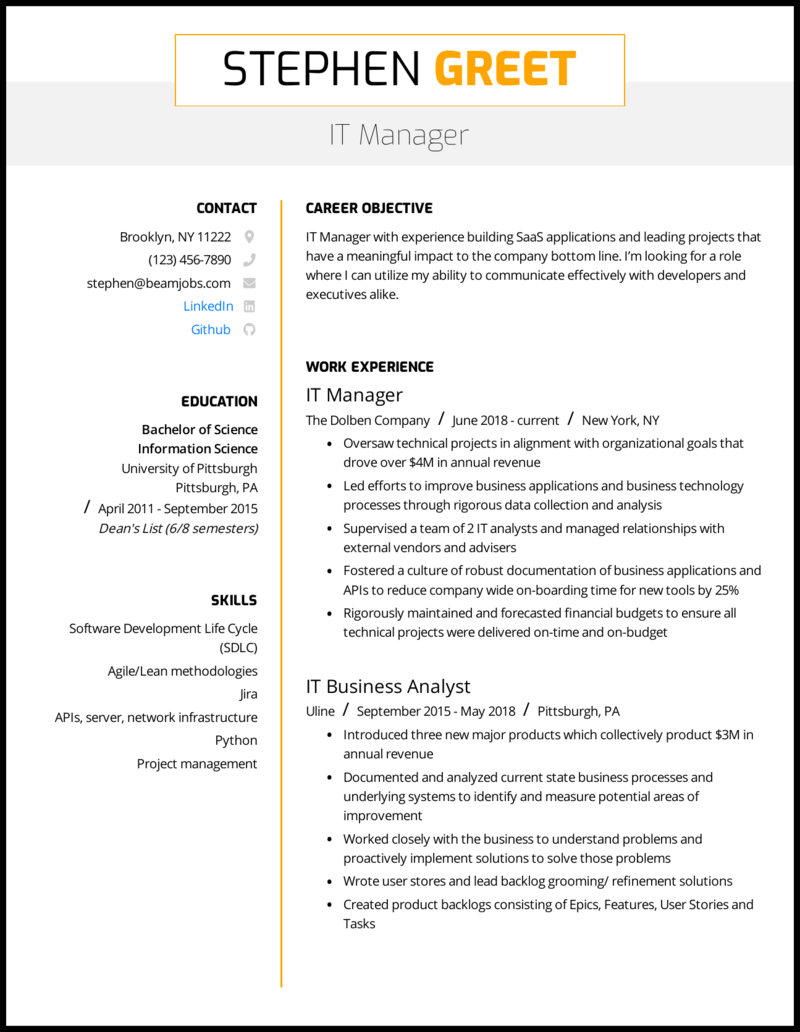 STEPHEN GREET
IT Manager
CONTACT
Brooklyn, NY 11222
(123) 456-7890
stephen@beamjobs.com
LinkedIn
Github
EDUCATION
Bachelor of Science
Information Science
University of Pittsburgh
Pittsburgh, PA
/ April 2011 - September 2015
Dean's List (6/8 semesters)
SKILLS
Software Development Life Cycle
(SDLC)
Agile/Lean methodologies
Jira
APIs, server, network infrastructure
Python
Project management
CAREER OBJECTIVE
IT Manager with experience building SaaS applications and leading projects that
have a meaningful impact to the company bottom line. I’m looking for a role
where I can utilize my ability to communicate effectively with developers and
executives alike.
WORK EXPERIENCE
IT Manager
The Dolben Company / June 2018 - current / New York, NY
• Oversaw technical projects in alignment with organizational goals that
drove over $4M in annual revenue
• Led efforts to improve business applications and business technology
processes through rigorous data collection and analysis
• Supervised a team of 2 IT analysts and managed relationships with
external vendors and advisers
• Fostered a culture of robust documentation of business applications and
APIs to reduce company wide on-boarding time for new tools by 25%
• Rigorously maintained and forecasted financial budgets to ensure all
technical projects were delivered on-time and on-budget
IT Business Analyst
Uline / September 2015 - May 2018 / Pittsburgh, PA
• Introduced three new major products which collectively product $3M in
annual revenue
• Documented and analyzed current state business processes and
underlying systems to identify and measure potential areas of
improvement
• Worked closely with the business to understand problems and
proactively implement solutions to solve those problems
• Wrote user stores and lead backlog grooming/ refinement solutions
• Created product backlogs consisting of Epics, Features, User Stories and
Tasks